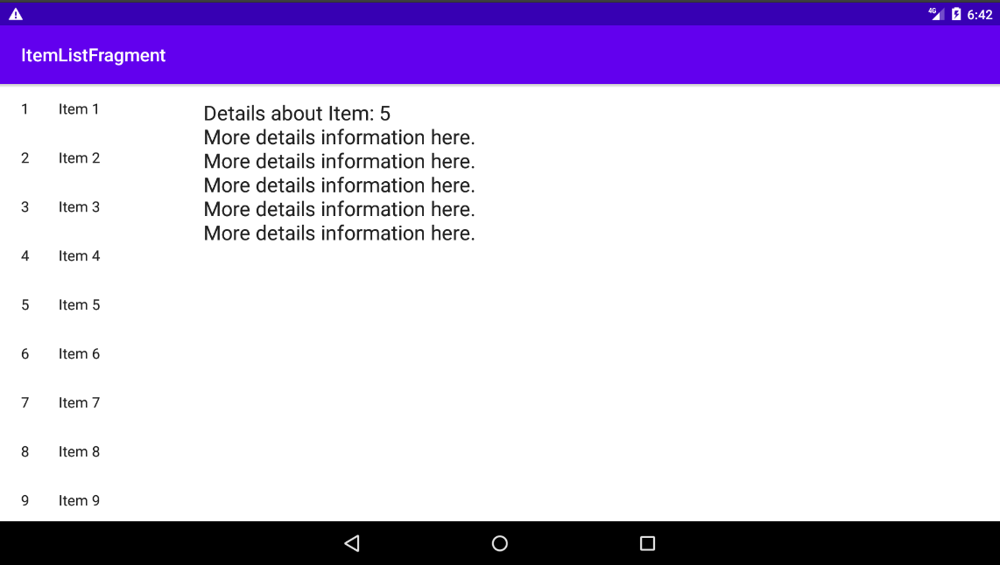 4G 6:42
ItemListFragment
1 Item 1
2 Item 2
3 Item 3
4 Item 4
5 Item 5
6 Item 6
7 Item 7
8 Item 8
9 Item 9
Details about Item: 5
More details information here.
More details information here.
More details information here.
More details information here.
More details information here.